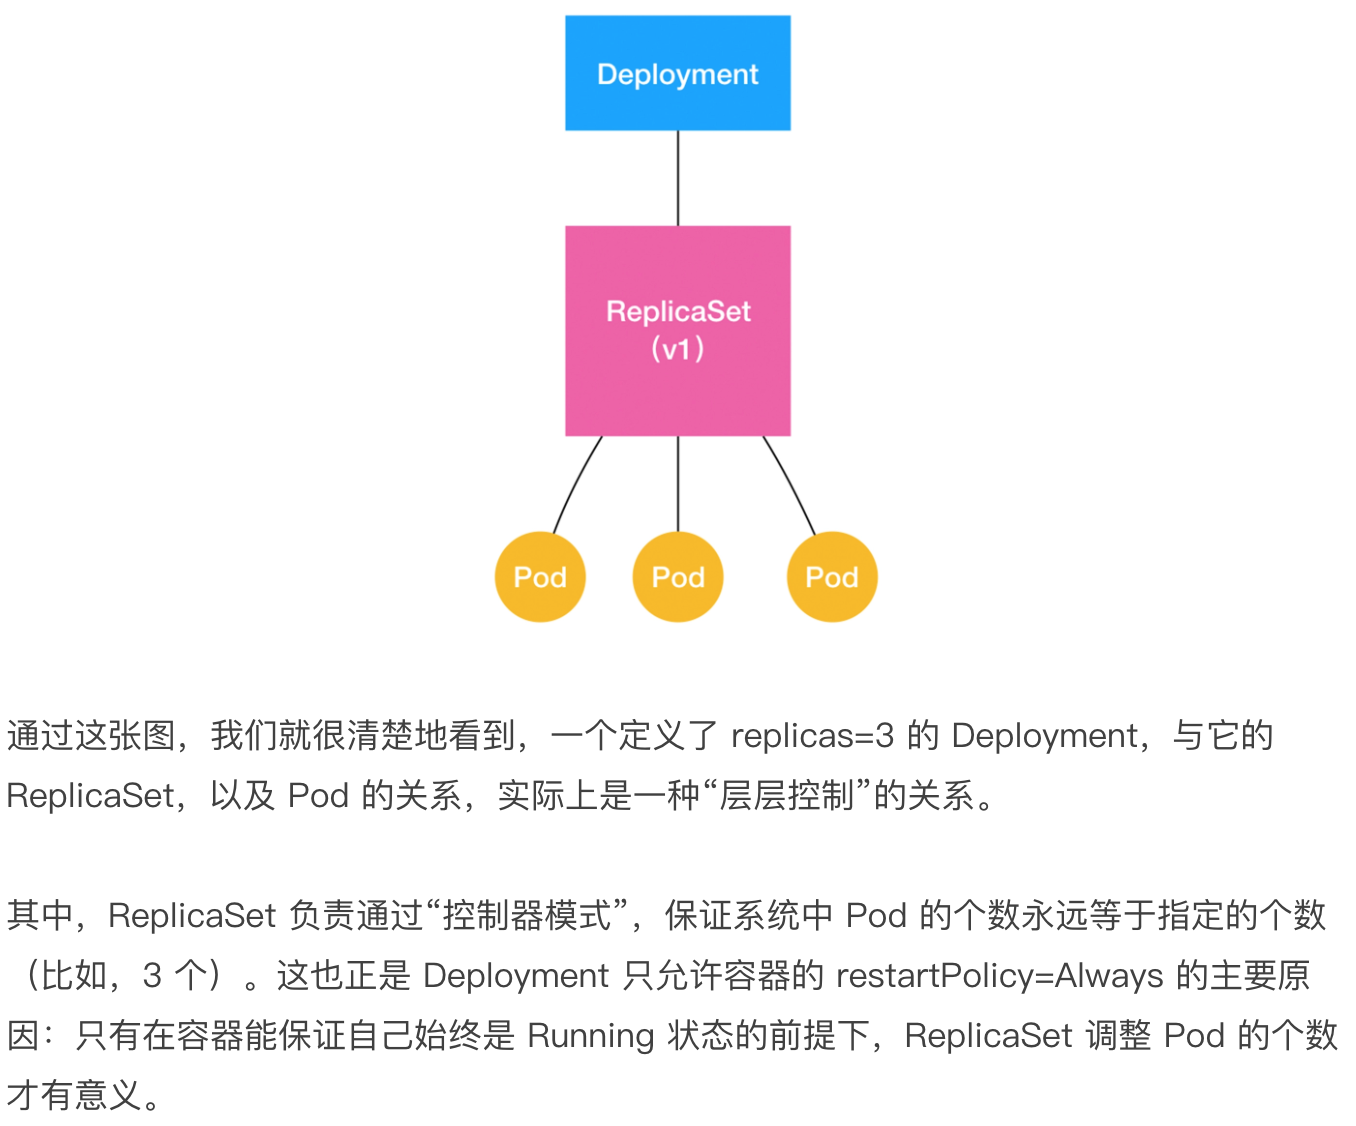 Deployment
ReplicaSet
（v1）
Pod Pod Pod
通过这张图，我们就很清楚地看到，一个定义了 replicas=3 的 Deployment，与它的
ReplicaSet，以及 Pod 的关系，实际上是一种“层层控制”的关系。
其中，ReplicaSet 负责通过“控制器模式”，保证系统中 Pod 的个数永远等于指定的个数
（比如，3 个）。这也正是 Deployment 只允许容器的 restartPolicy=Always 的主要原
因：只有在容器能保证自己始终是 Running 状态的前提下，ReplicaSet 调整 Pod 的个数
才有意义。